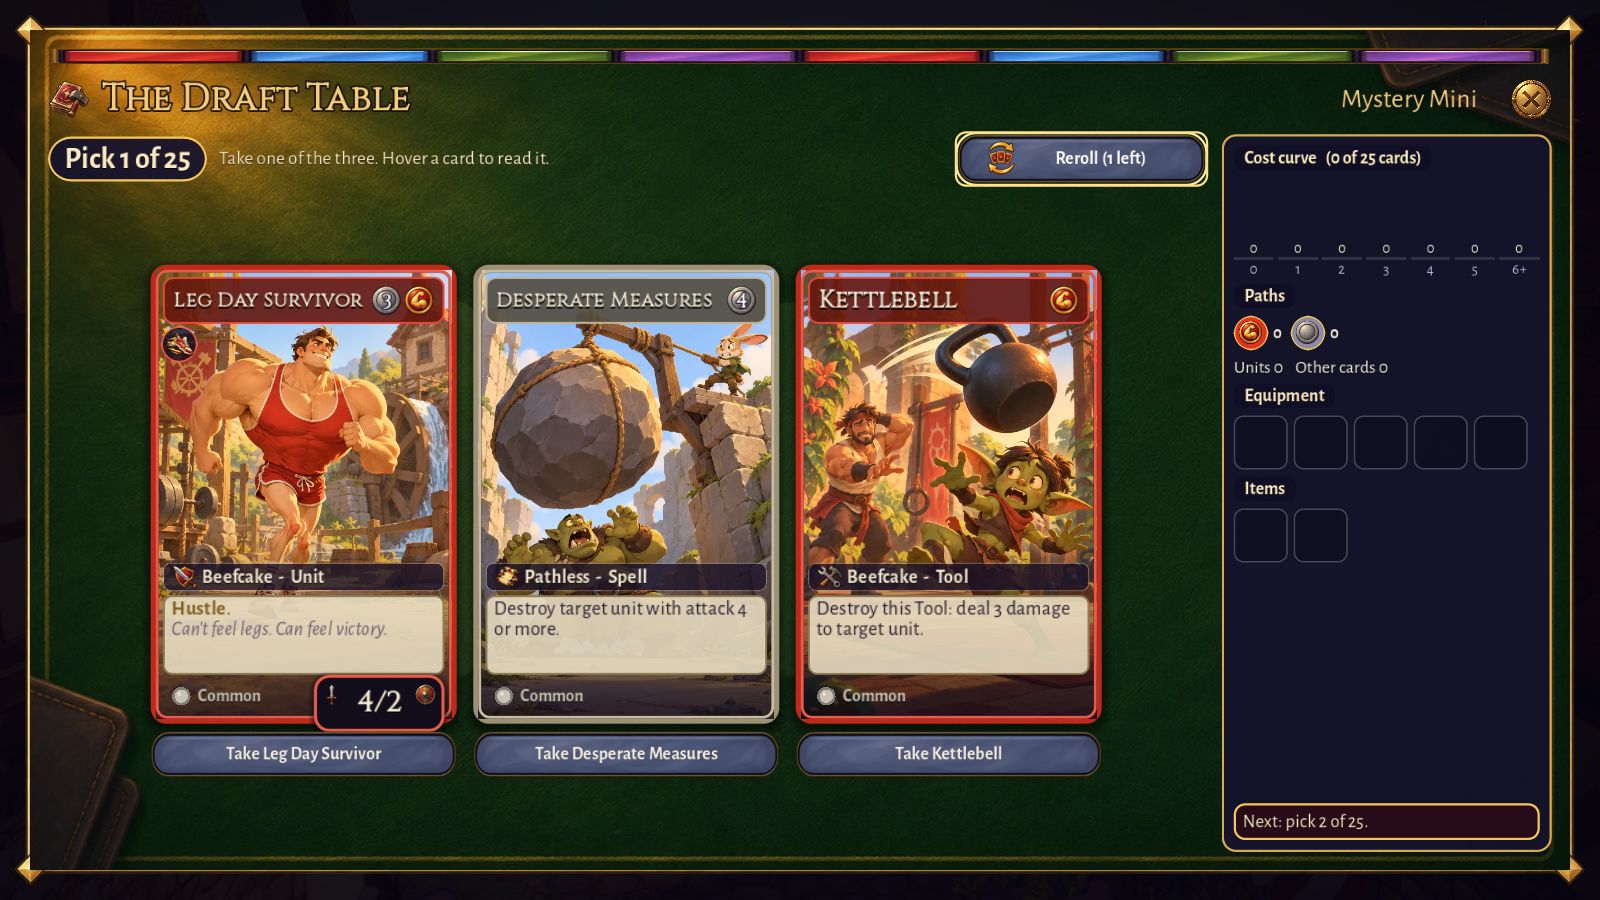 The Draft Table
Mystery Mini
Pick 1 of 25
Take one of the three. Hover a card to read it.
Reroll (1 left)
Cost curve (0 of 25 cards)
0 0 0 0 0 0 0
0 1 2 3 4 5 6+
Paths
0 0
Units 0 Other cards 0
Equipment
Items
Next: pick 2 of 25.
Leg Day Survivor 3
Beefcake - Unit
Hustle.
Can't feel legs. Can feel victory.
Common
4/2
Take Leg Day Survivor
Desperate Measures 4
Pathless - Spell
Destroy target unit with attack 4
or more.
Common
Take Desperate Measures
Kettlebell
Beefcake - Tool
Destroy this Tool: deal 3 damage
to target unit.
Common
Take Kettlebell